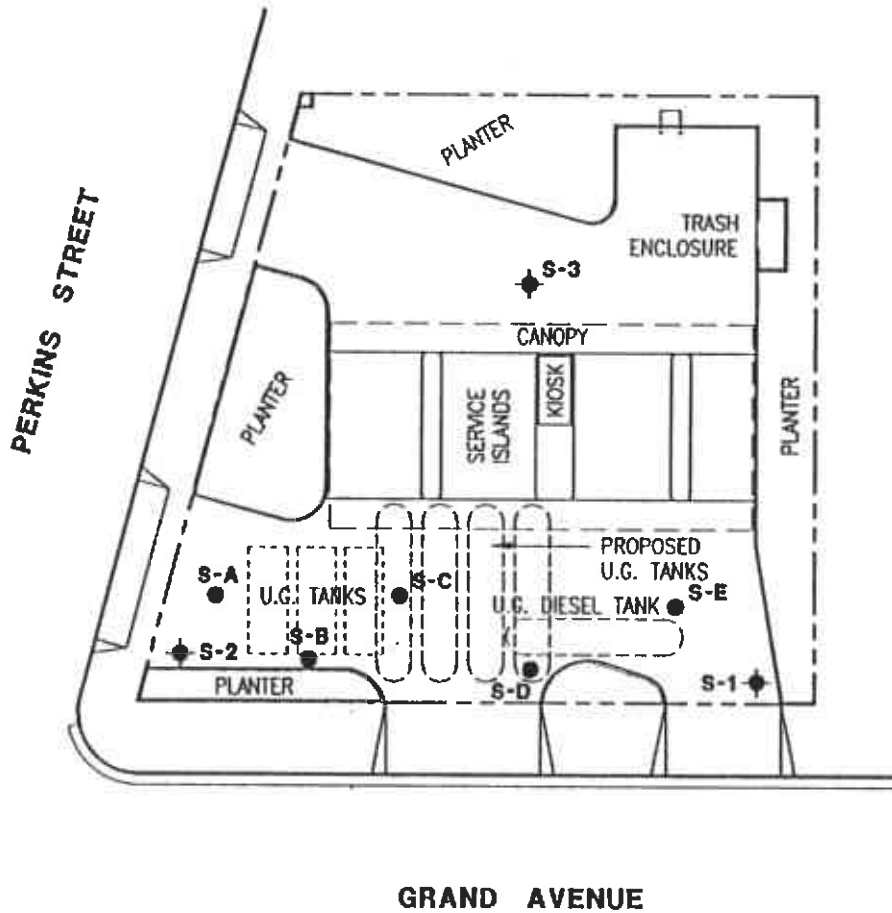 PLANTER
PERKINS STREET
TRASH
ENCLOSURE
S-3
CANOPY
PLANTER
SERVICE
ISLANDS
KIOSK
PLANTER
PROPOSED
U.G. TANKS
S-A
U.G. TANKS
S-C
U.G. DIESEL TANK
S-E
S-2
S-B
PLANTER
S-D
S-1
GRAND AVENUE